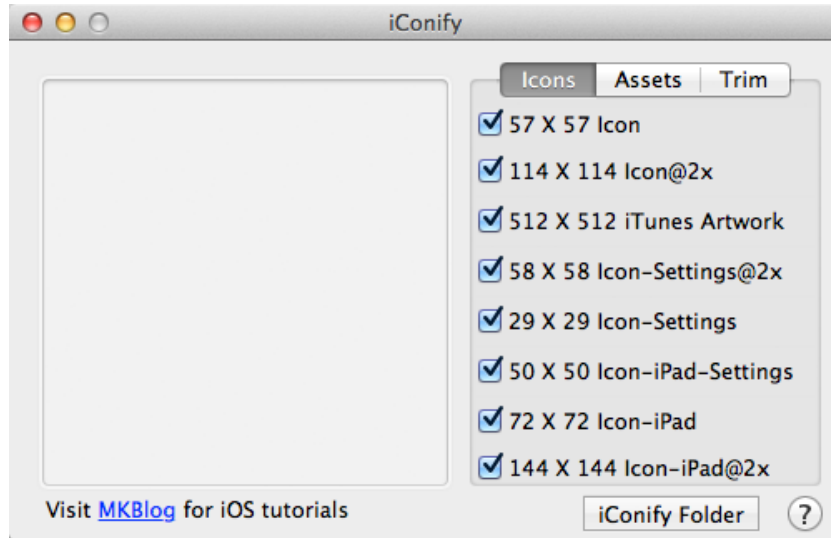 iConify
Icons Assets Trim
57 X 57 Icon
114 X 114 Icon@2x
512 X 512 iTunes Artwork
58 X 58 Icon-Settings@2x
29 X 29 Icon-Settings
50 X 50 Icon-iPad-Settings
72 X 72 Icon-iPad
144 X 144 Icon-iPad@2x
Visit MKBlog for iOS tutorials
iConify Folder ?